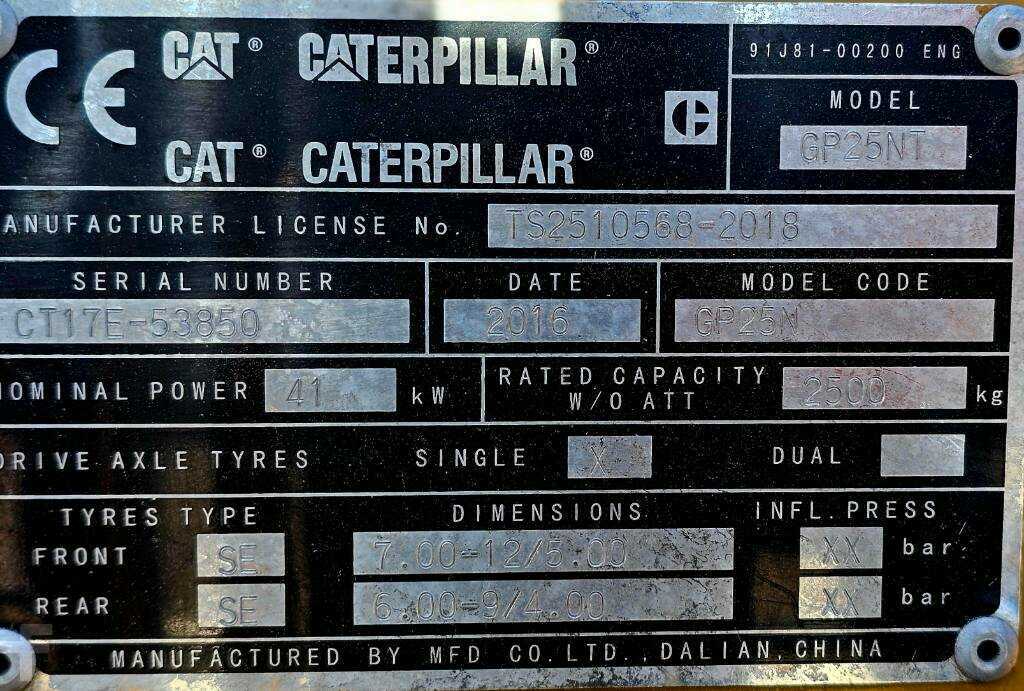 CE CAT® CATERPILLAR®
CAT® CATERPILLAR®
91J81-00200 ENG
MODEL
GP25NT
ANUFACTURER LICENSE No. TS2510568-2018
SERIAL NUMBER DATE MODEL CODE
CT17E-53850 2016 GP25N
NOMINAL POWER 41 kW RATED CAPACITY W/O ATT 2500 kg
DRIVE AXLE TYRES SINGLE X DUAL
TYRES TYPE DIMENSIONS INFL.PRESS
FRONT SE 7.00-12/5.00 XX bar
REAR SE 6.00-9/4.00 XX bar
MANUFACTURED BY MFD CO.LTD.,DALIAN,CHINA